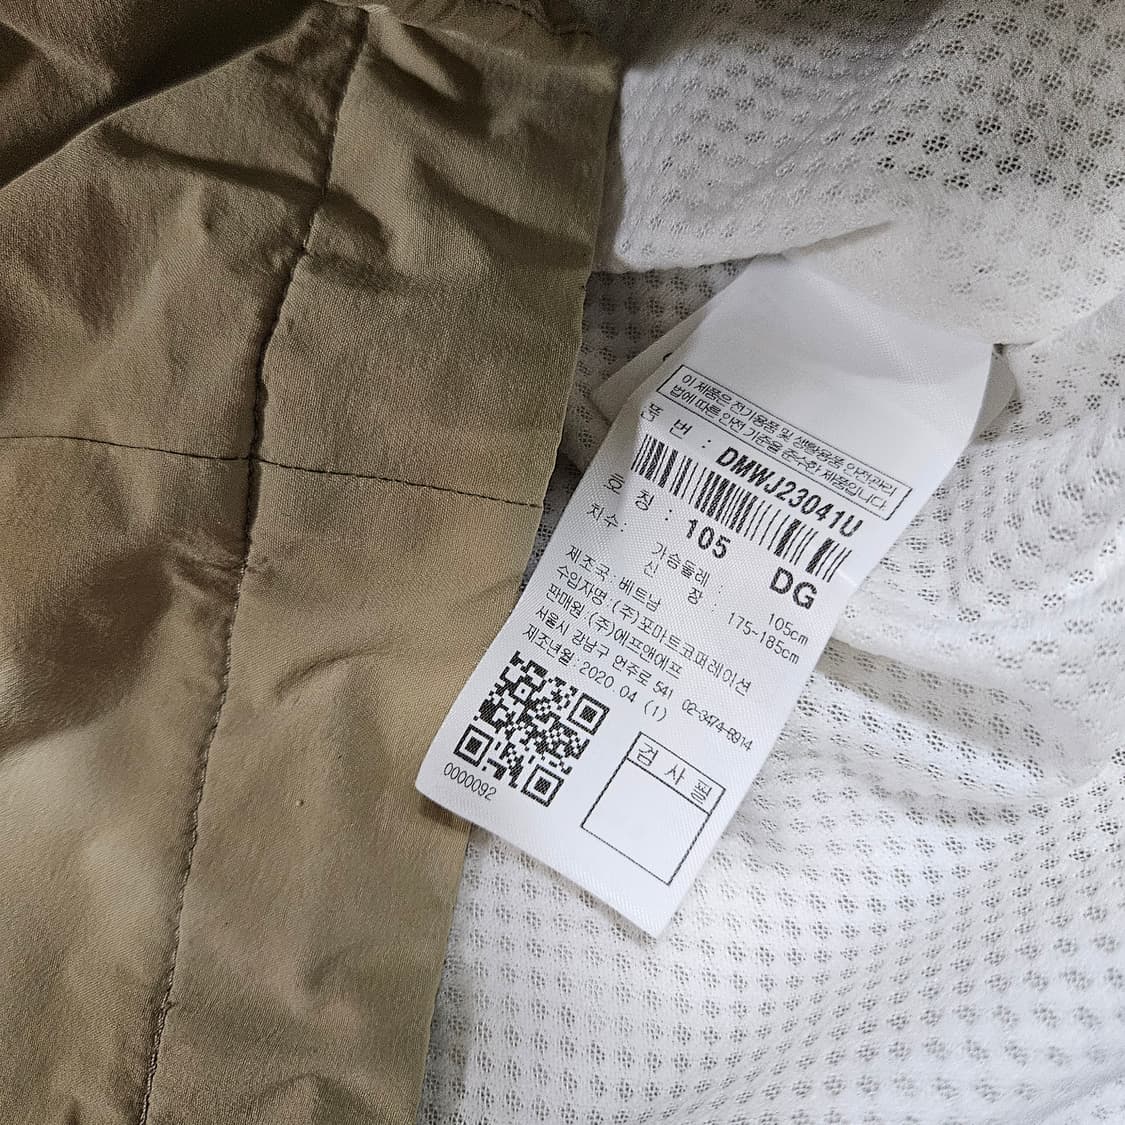 이 제품은 전기용품 및 생활용품 안전관리
법에 따른 안전 기준을 준수한 제품입니다.
품 번 : DMWJ23041U
호 칭 : 105 DG
치수 : 가슴둘레 : 105cm
신 장 : 175~185cm
제조국 : 베트남
수입자명 : (주)포마트코퍼레이션
판매원 (주)에프앤에프
서울시 강남구 언주로 541 02-3474-
제조년월 : 2020. 04 (1)
0000092
검 사 필